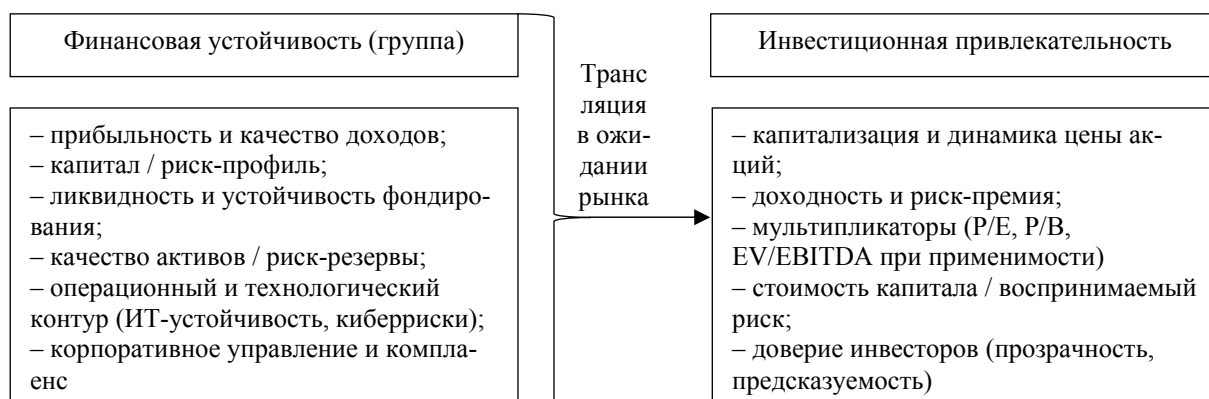 Финансовая устойчивость (группа)
– прибыльность и качество доходов;
– капитал / риск-профиль;
– ликвидность и устойчивость фондиро-
вания;
– качество активов / риск-резервы;
– операционный и технологический
контур (ИТ-устойчивость, киберриски);
– корпоративное управление и компла-
енс
Транс
ляция
в ожи-
дании
рынка
Инвестиционная привлекательность
– капитализация и динамика цены ак-
ций;
– доходность и риск-премия;
– мультипликаторы (P/E, P/B,
EV/EBITDA при применимости)
– стоимость капитала / воспринимаемый
риск;
– доверие инвесторов (прозрачность,
предсказуемость)